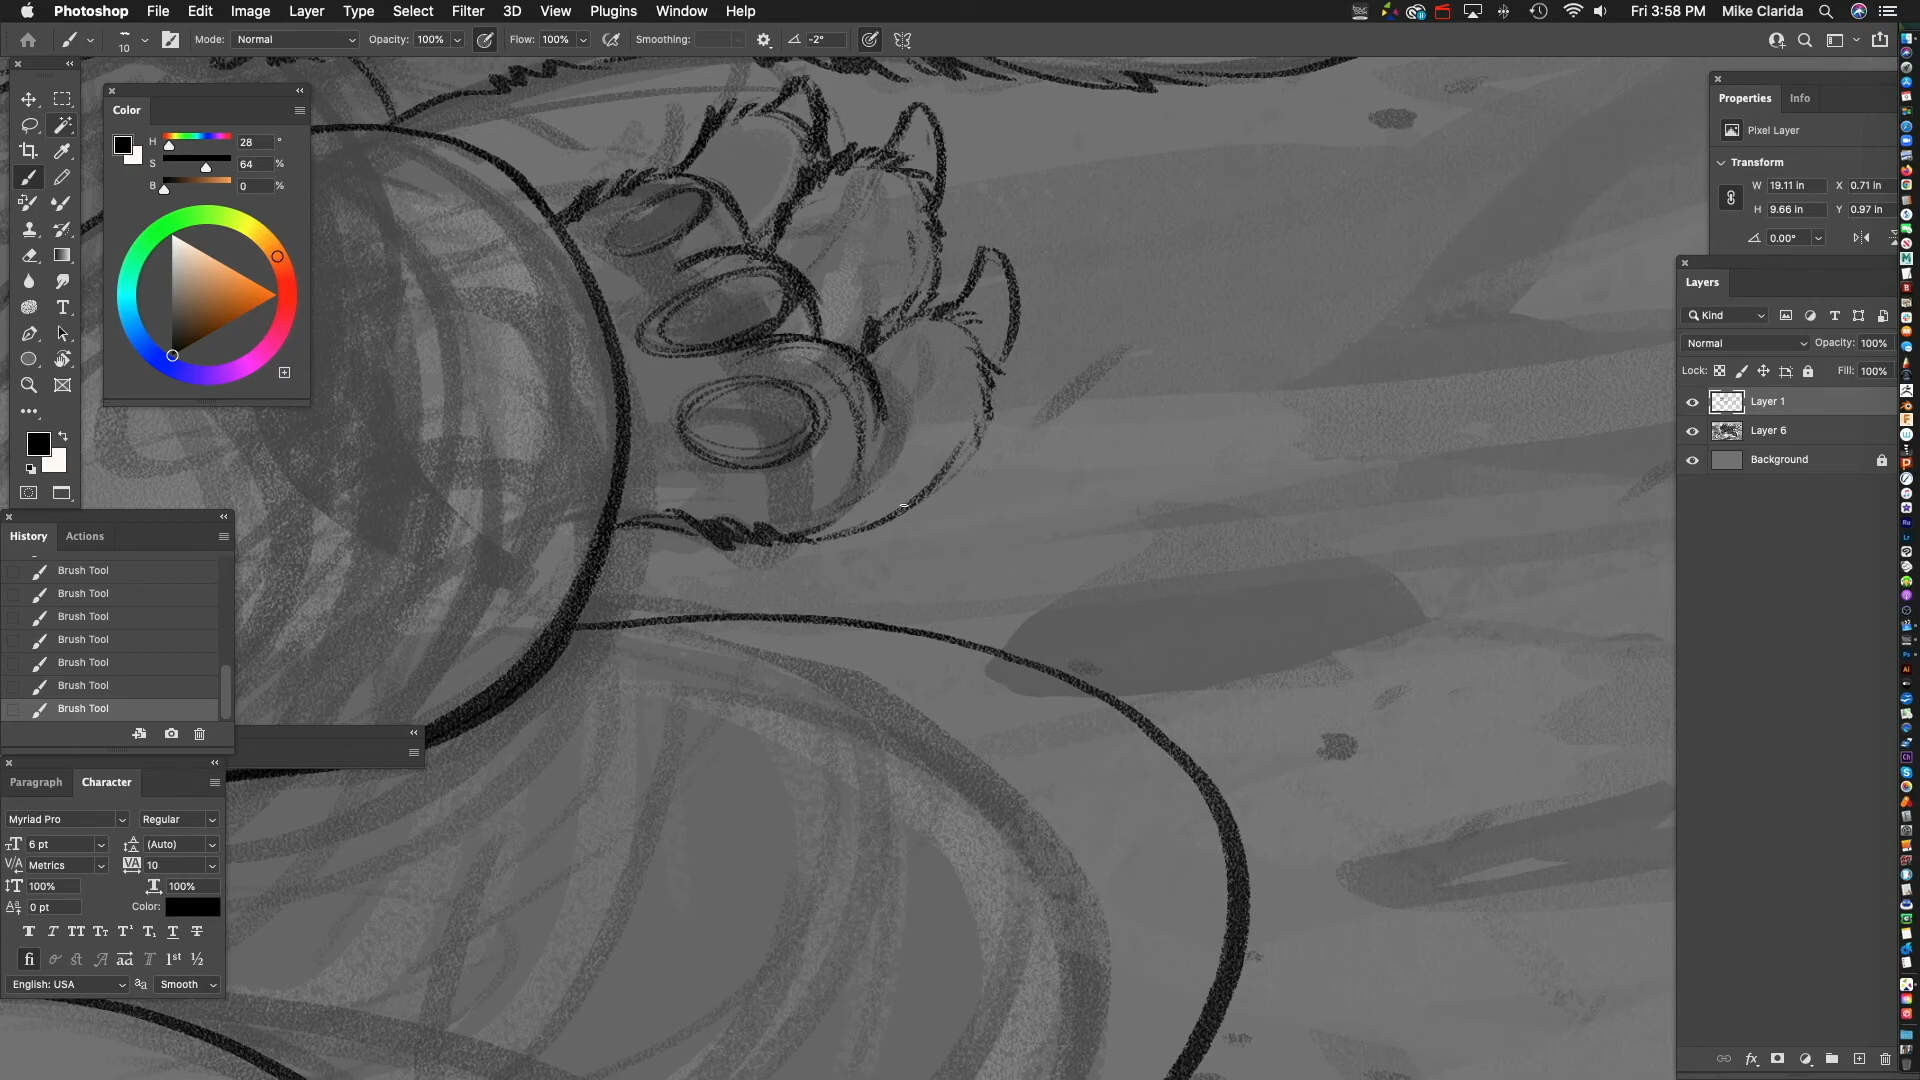 Photoshop File Edit Image Layer Type Select Filter 3D View Plugins Window Help Fri 3:58 PM Mike Clarida
10 Mode: Normal Opacity: 100% Flow: 100% Smoothing: -2°
Color
H 28 °
S 64 %
B 0 %
History Actions
Brush Tool
Brush Tool
Brush Tool
Brush Tool
Brush Tool
Brush Tool
Brush Tool
Paragraph Character
Myriad Pro Regular
6 pt (Auto)
Metrics 10
100% 100%
0 pt Color:
English: USA Smooth
Properties Info
Pixel Layer
Transform
W 19.11 in X 0.71 in
H 9.66 in Y 0.97 in
0.00°
Layers
Kind
Normal Opacity: 100%
Lock: Fill: 100%
Layer 1
Layer 6
Background